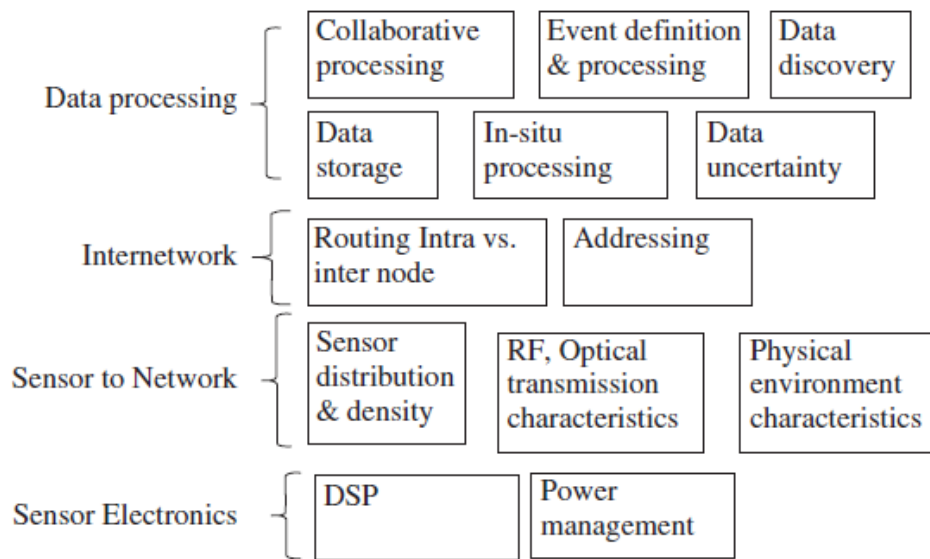 Data processing
Collaborative
processing
Event definition
& processing
Data
discovery
Data
storage
In-situ
processing
Data
uncertainty
Internetwork
Routing Intra vs.
inter node
Addressing
Sensor to Network
Sensor
distribution
& density
RF, Optical
transmission
characteristics
Physical
environment
characteristics
Sensor Electronics
DSP
Power
management